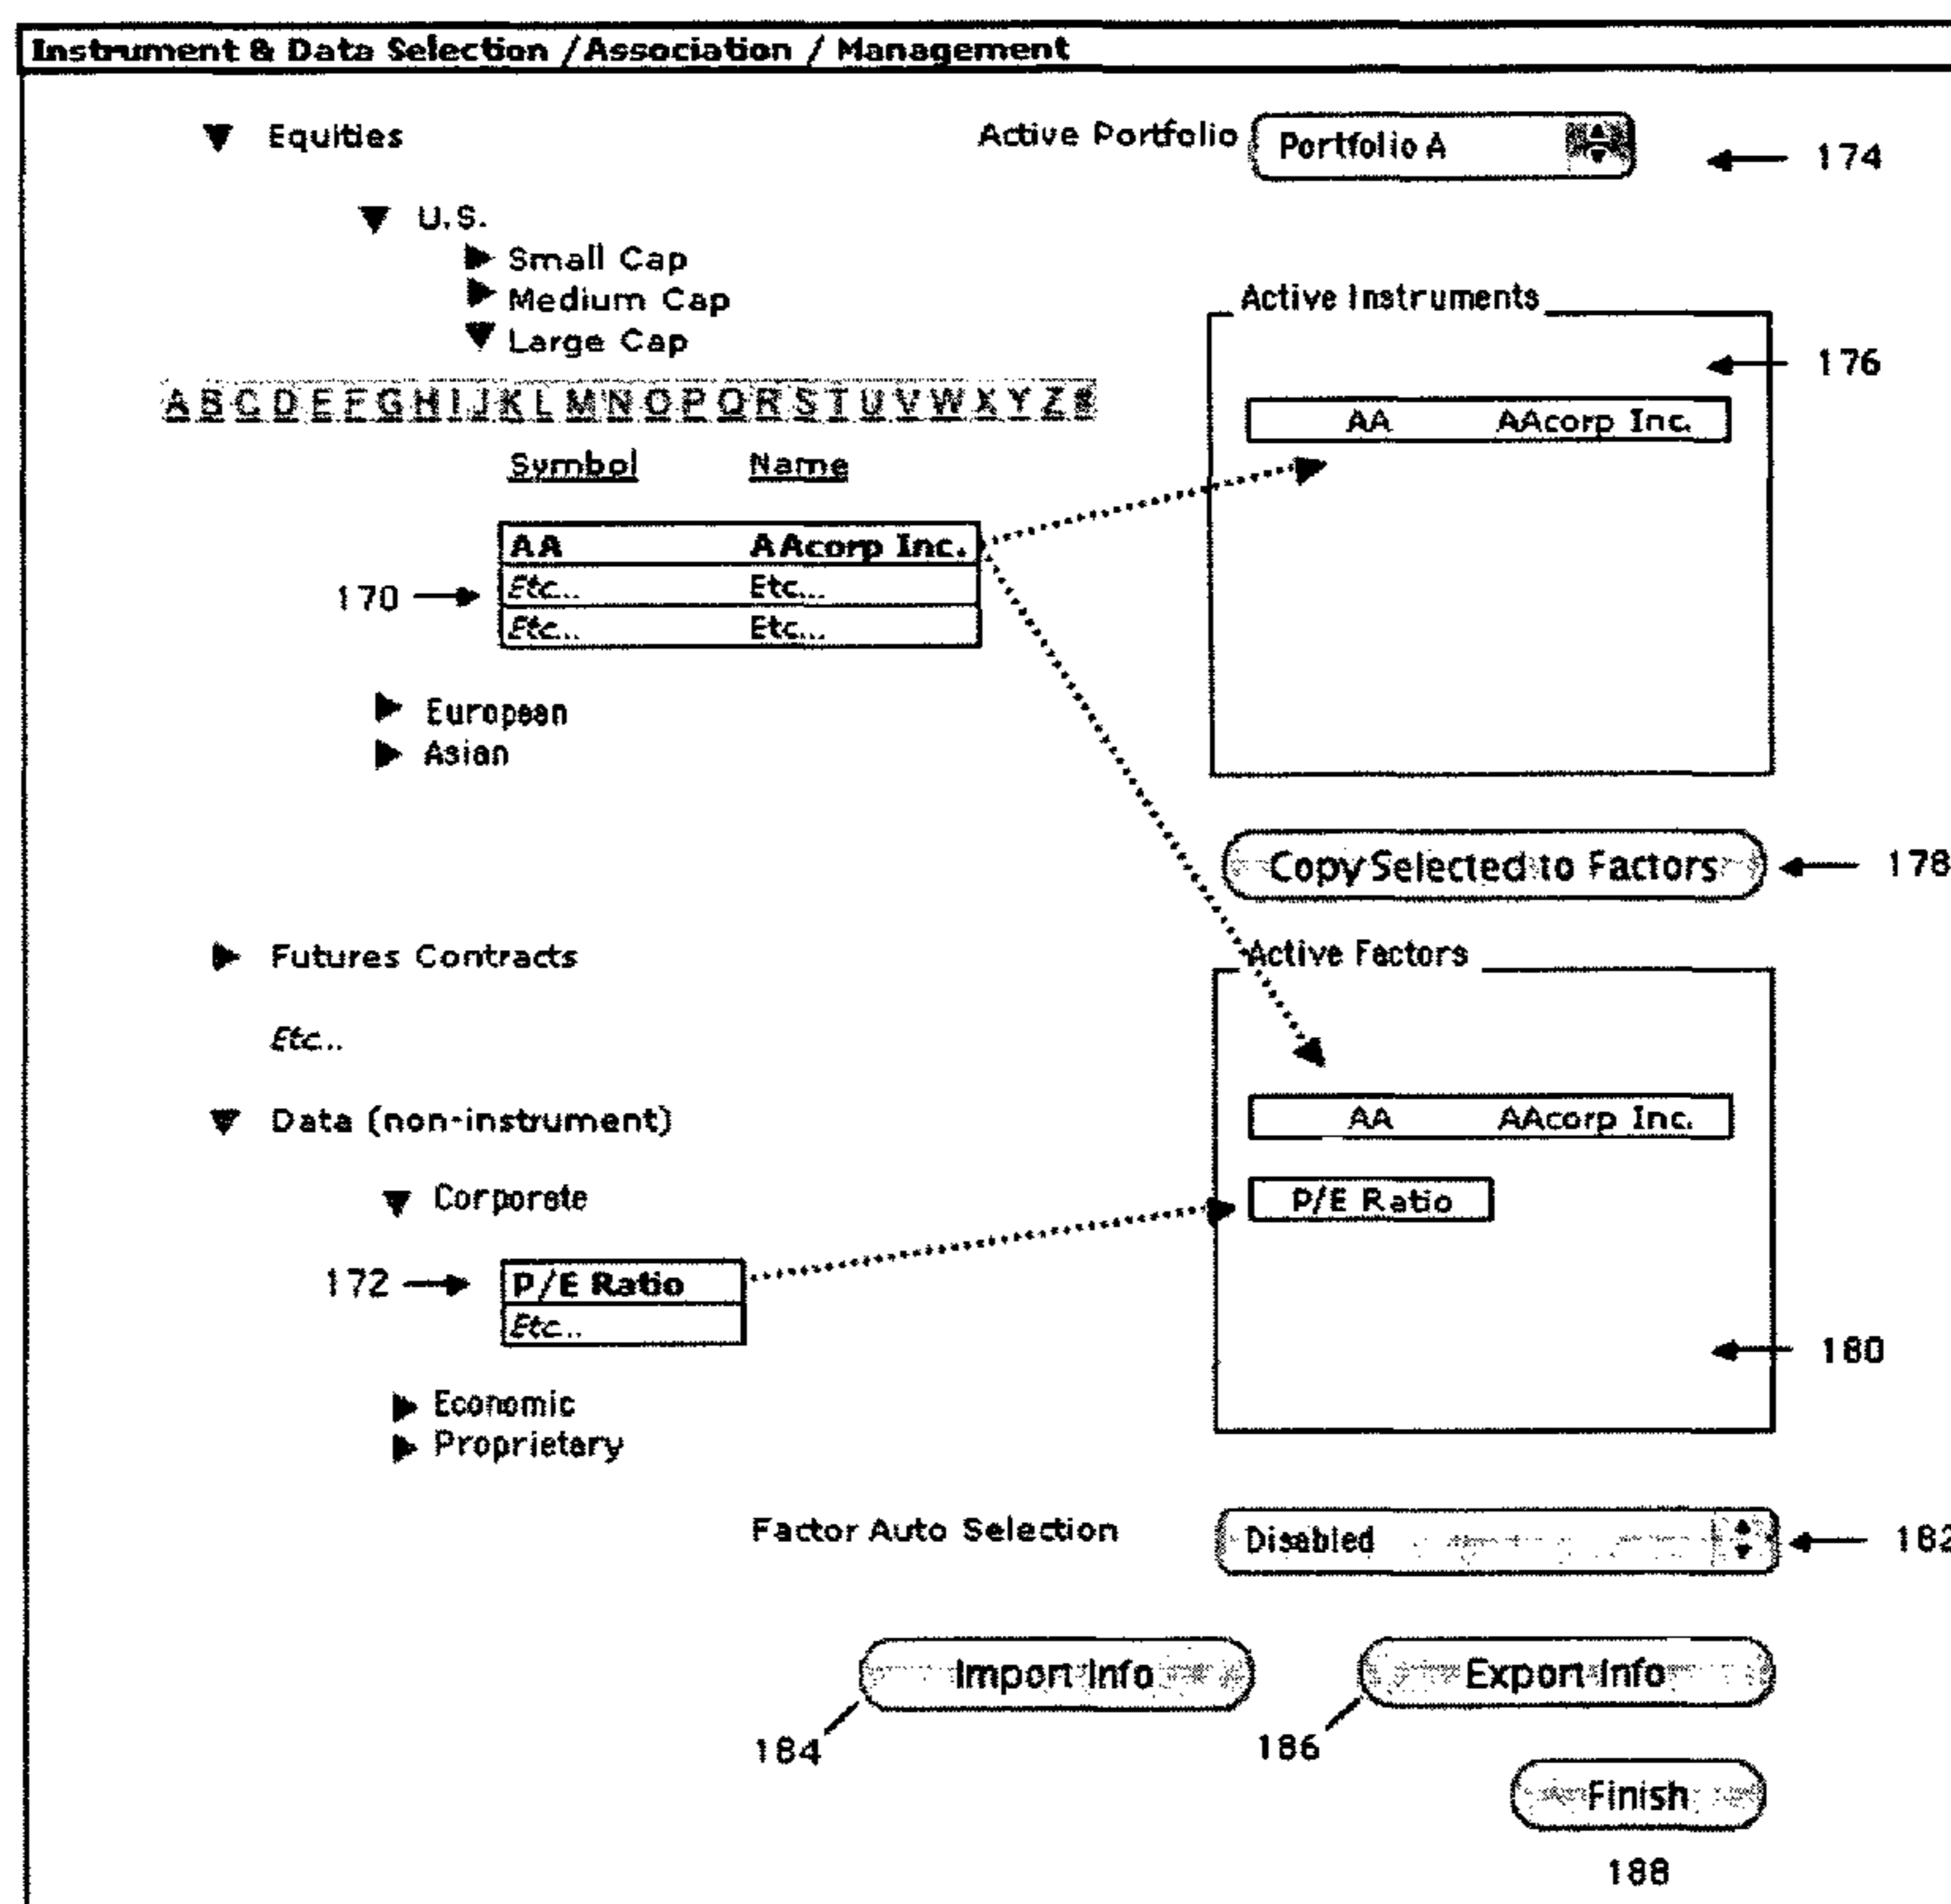 Instrument & Data Selection / Association / Management
Equities
Active Portfolio
Portfolio A
174
U.S.
Small Cap
Medium Cap
Large Cap
Active Instruments
176
A B C D E F G H I J K L M N O P Q R S T U V W X Y Z #
AA AAcorp Inc.
Symbol Name
AA AAcorp Inc.
170
Etc... Etc...
Etc... Etc...
European
Asian
Copy Selected to Factors
178
Futures Contracts
Active Factors
Etc...
Data (non-instrument)
AA AAcorp Inc.
Corporate
P/E Ratio
172
P/E Ratio
Etc...
180
Economic
Proprietary
Factor Auto Selection
Disabled
182
Import Info
Export Info
184
186
Finish
188